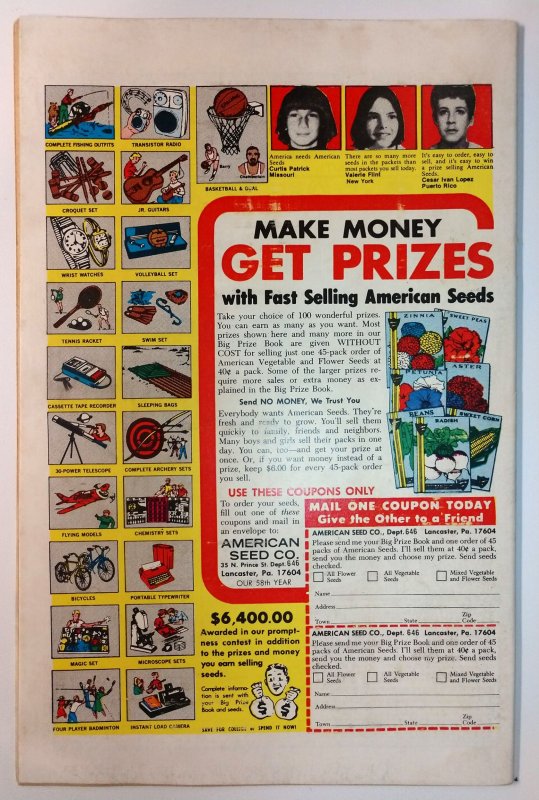 COMPLETE FISHING OUTFITS
TRANSISTOR RADIO
BASKETBALL & GOAL
America needs American
Seeds
Curtis Patrick
Missouri
There are so many more
seeds in the packets than
most packets you sell today.
Valerie Flint
New York
It's easy to order, easy to
sell, and it's easy to win
a prize selling American
Seeds.
Cesar Ivan Lopez
Puerto Rico
CROQUET SET
JR. GUITARS
WRIST WATCHES
VOLLEYBALL SET
TENNIS RACKET
SWIM SET
CASSETTE TAPE RECORDER
SLEEPING BAGS
30-POWER TELESCOPE
COMPLETE ARCHERY SETS
FLYING MODELS
CHEMISTRY SETS
BICYCLES
PORTABLE TYPEWRITER
MAGIC SET
MICROSCOPE SETS
FOUR PLAYER BADMINTON
INSTANT LOAD CAMERA
MAKE MONEY
GET PRIZES
with Fast Selling American Seeds
Take your choice of 100 wonderful prizes.
You can earn as many as you want. Most
prizes shown here and many more in our
Big Prize Book are given WITHOUT
COST for selling just one 45-pack order of
American Vegetable and Flower Seeds at
40¢ a pack. Some of the larger prizes re-
quire more sales or extra money as ex-
plained in the Big Prize Book.
Send NO MONEY, We Trust You
Everybody wants American Seeds. They're
fresh and ready to grow. You'll sell them
quickly to family, friends and neighbors.
Many boys and girls sell their packs in one
day. You can, too—and get your prize at
once. Or, if you want money instead of a
prize, keep $6.00 for every 45-pack order
you sell.
USE THESE COUPONS ONLY
To order your seeds,
fill out one of these
coupons and mail in
an envelope to:
AMERICAN
SEED CO.
35 N. Prince St. Dept. 646
Lancaster, Pa. 17604
OUR 58th YEAR
ZINNIA
SWEET PEAS
PETUNIA
ASTER
BEANS
RADISH
SWEET CORN
MAIL ONE COUPON TODAY
Give the Other to a Friend
AMERICAN SEED CO., Dept. 646 Lancaster, Pa. 17604
Please send me your Big Prize Book and one order of 45
packs of American Seeds. I'll sell them at 40¢ a pack,
send you the money and choose my prize. Send seeds
checked.
All Flower
Seeds
All Vegetable
Seeds
Mixed Vegetable
and Flower Seeds
Name
Address
Town State Zip
Code
AMERICAN SEED CO., Dept. 646 Lancaster, Pa. 17604
Please send me your Big Prize Book and one order of 45
packs of American Seeds. I'll sell them at 40¢ a pack,
send you the money and choose my prize. Send seeds
checked.
All Flower
Seeds
All Vegetable
Seeds
Mixed Vegetable
and Flower Seeds
Name
Address
Town State Zip
Code
$6,400.00
Awarded in our prompt-
ness contest in addition
to the prizes and money
you earn selling
seeds.
Complete informa-
tion is sent with
your Big Prize
Book and seeds.
$ $
SAVE FOR COLLEGE or SPEND IT NOW!